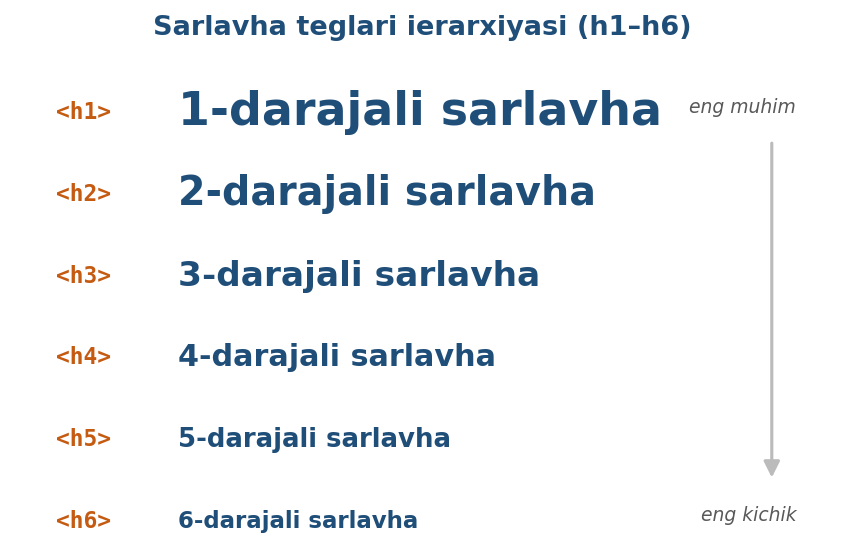 Sarlavha teglari ierarxiyasi (h1–h6)
<h1> 1-darajali sarlavha eng muhim
<h2> 2-darajali sarlavha
<h3> 3-darajali sarlavha
<h4> 4-darajali sarlavha
<h5> 5-darajali sarlavha
<h6> 6-darajali sarlavha eng kichik